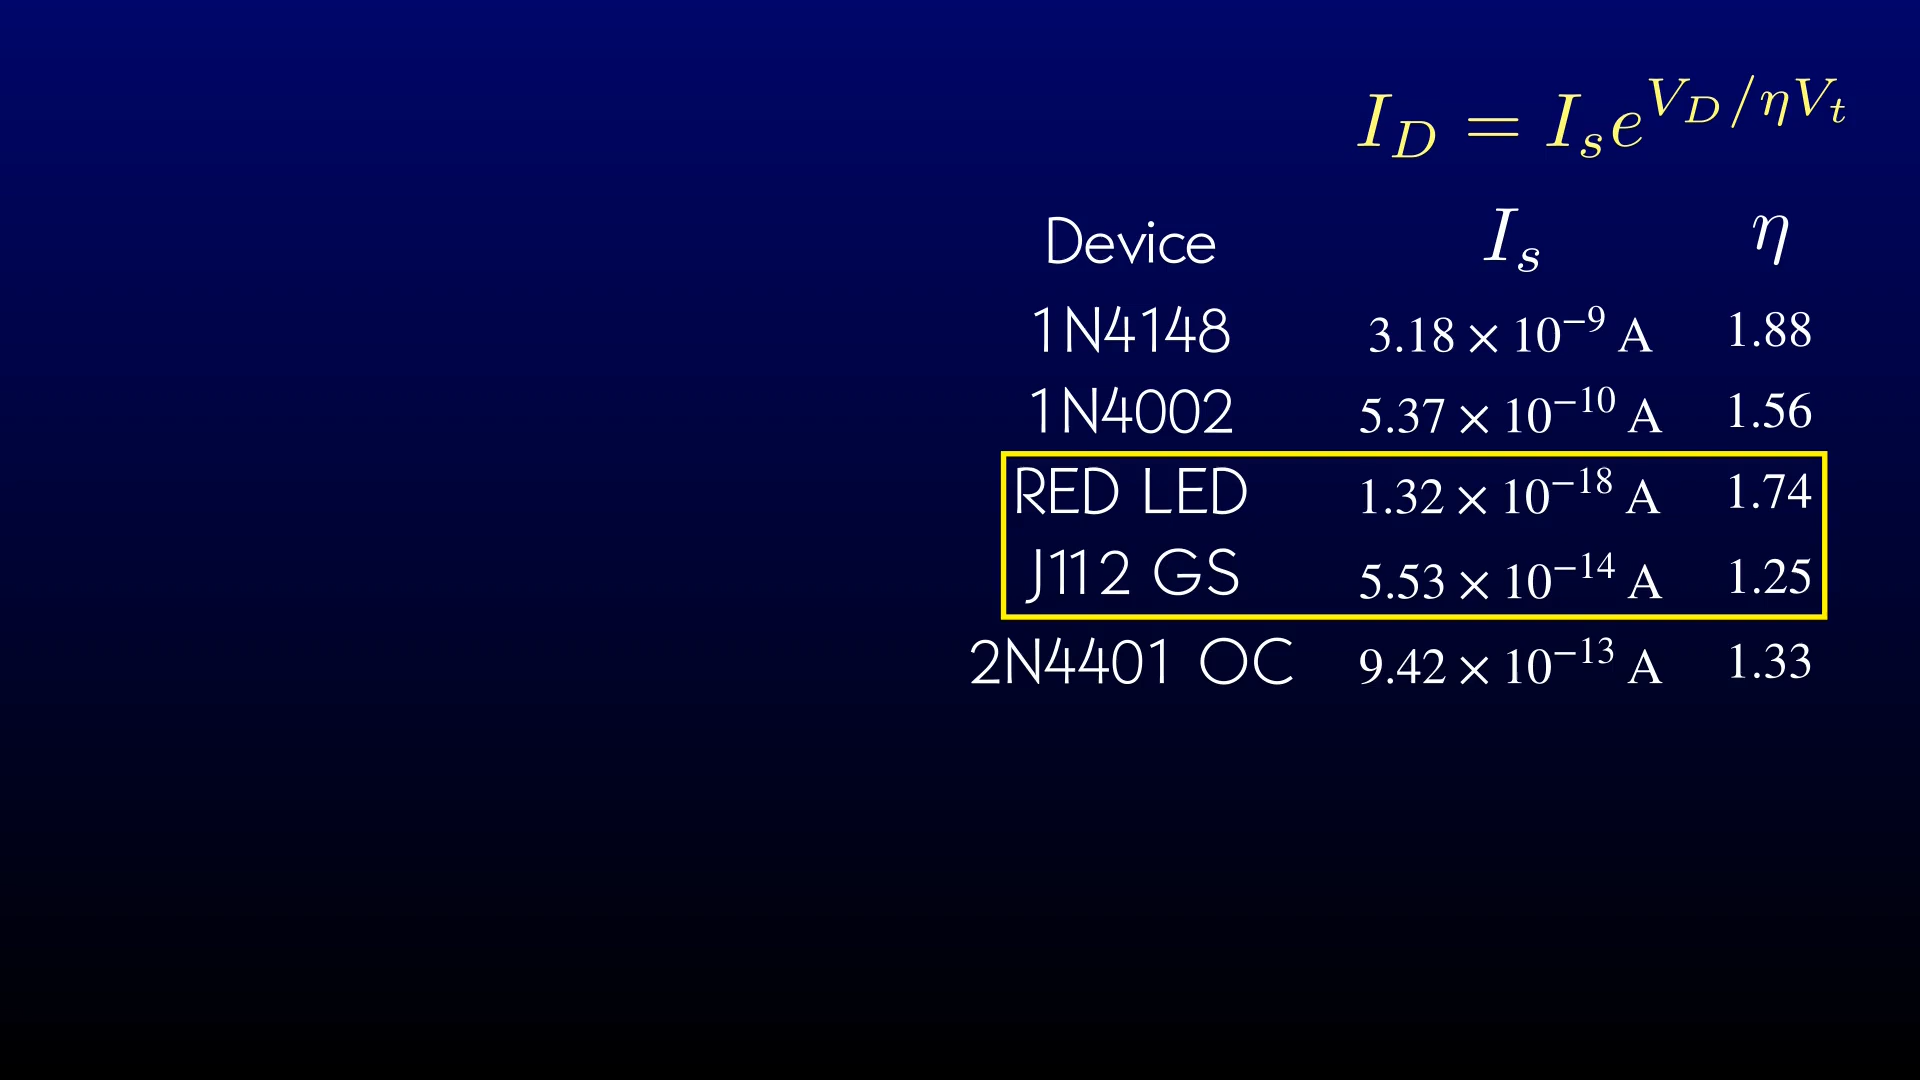 I_D = I_s e^{V_D/ηV_t}
Device I_s η
1N4148 3.18 × 10^{−9} A 1.88
1N4002 5.37 × 10^{−10} A 1.56
RED LED 1.32 × 10^{−18} A 1.74
J112 GS 5.53 × 10^{−14} A 1.25
2N4401 OC 9.42 × 10^{−13} A 1.33